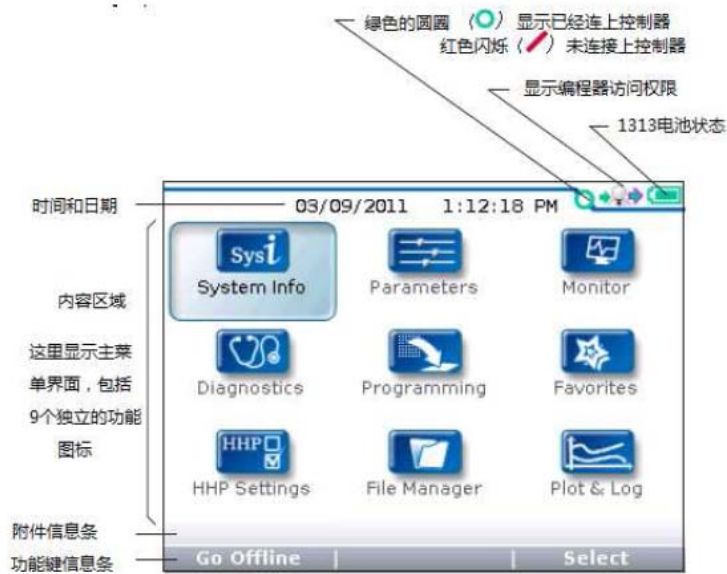 绿色的圆圈（）显示已经连上控制器
红色闪烁（）未连接上控制器
显示编程器访问权限
1313电池状态
时间和日期
03/09/2011 1:12:18 PM
内容区域
这里显示主菜
单界面，包括
9个独立的功能
图标
Sysi
System Info
Parameters
Monitor
Diagnostics
Programming
Favorites
HHP
HHP Settings
File Manager
Plot & Log
附件信息条
功能键信息条
Go Offline
Select